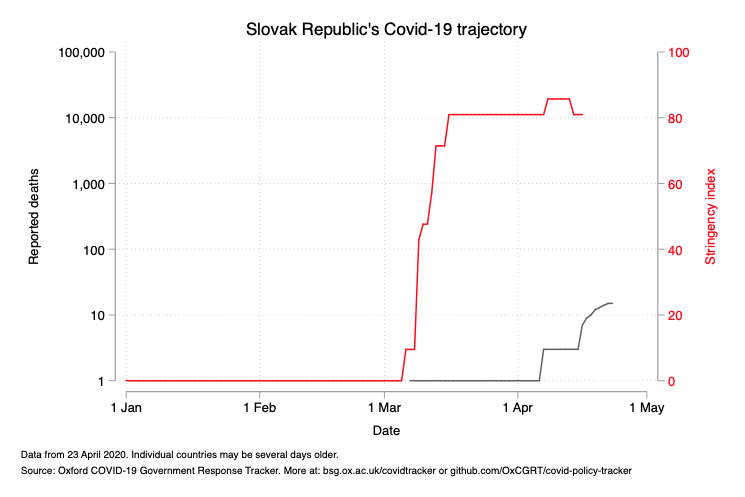 Slovak Republic's Covid-19 trajectory
100,000
10,000
1,000
100
10
1
Reported deaths
100
80
60
40
20
0
Stringency index
1 Jan
1 Feb
1 Mar
1 Apr
1 May
Date
Data from 23 April 2020. Individual countries may be several days older.
Source: Oxford COVID-19 Government Response Tracker. More at: bsg.ox.ac.uk/covidtracker or github.com/OxCGRT/covid-policy-tracker